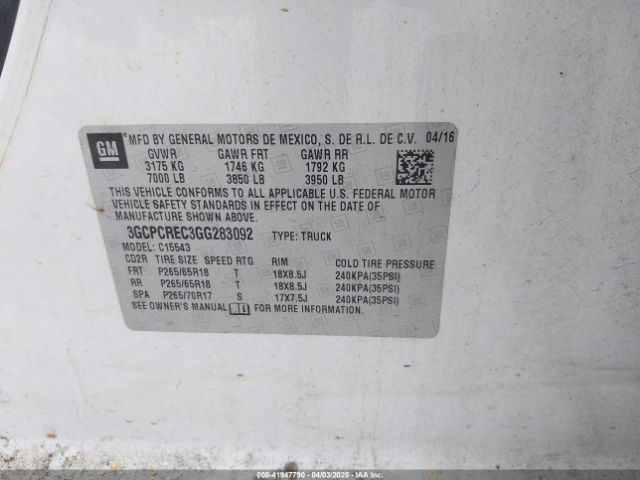 GM ® MFD BY GENERAL MOTORS DE MEXICO, S. DE R.L. DE C.V. 04/16
GVWR GAWR FRT GAWR RR
3175 KG 1746 KG 1792 KG
7000 LB 3850 LB 3950 LB
THIS VEHICLE CONFORMS TO ALL APPLICABLE U.S. FEDERAL MOTOR
VEHICLE SAFETY STANDARDS IN EFFECT ON THE DATE OF
MANUFACTURE SHOWN ABOVE.
3GCPCREC3GG283092 TYPE: TRUCK
MODEL: C15543
CD2R TIRE SIZE SPEED RTG RIM COLD TIRE PRESSURE
FRT P265/65R18 T 18X8.5J 240KPA(35PSI)
RR P265/65R18 T 18X8.5J 240KPA(35PSI)
SPA P265/70R17 S 17X7.5J 240KPA(35PSI)
SEE OWNER'S MANUAL
000-41947790 - 04/03/2025 - IAA Inc.